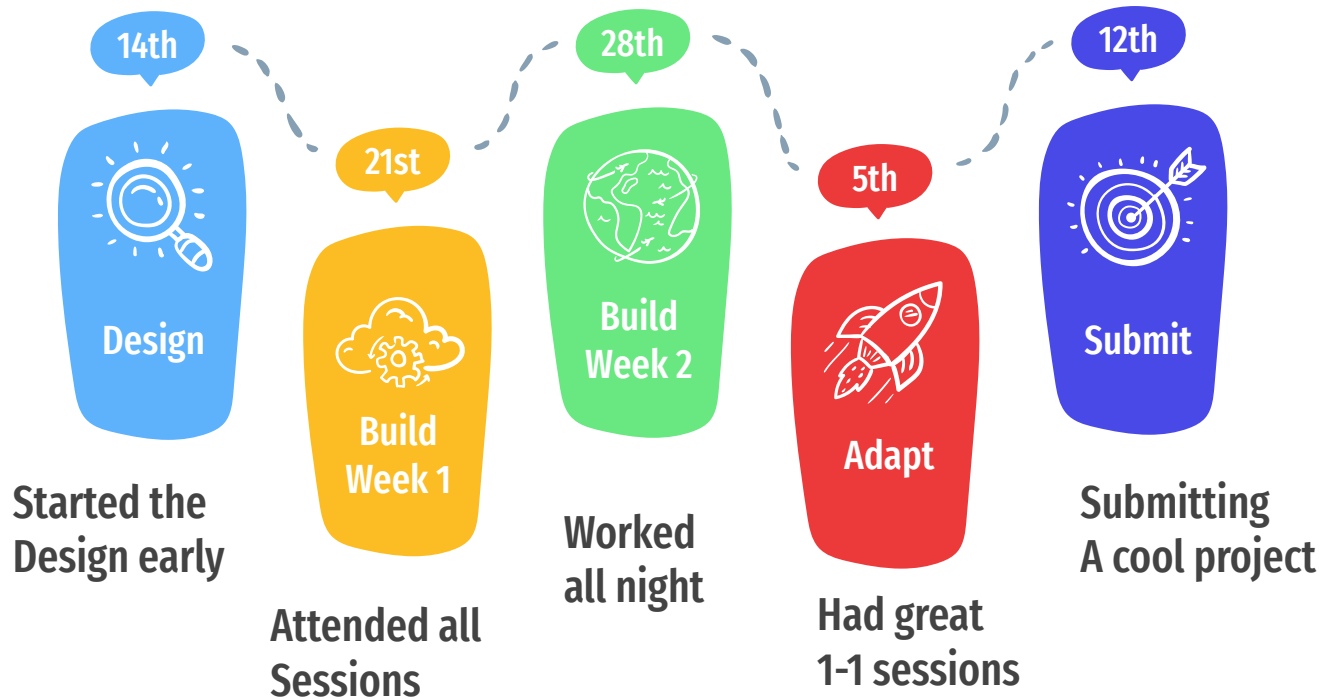 14th
Design
Started the
Design early
21st
Build
Week 1
Attended all
Sessions
28th
Build
Week 2
Worked
all night
5th
Adapt
Had great
1-1 sessions
12th
Submit
Submitting
A cool project